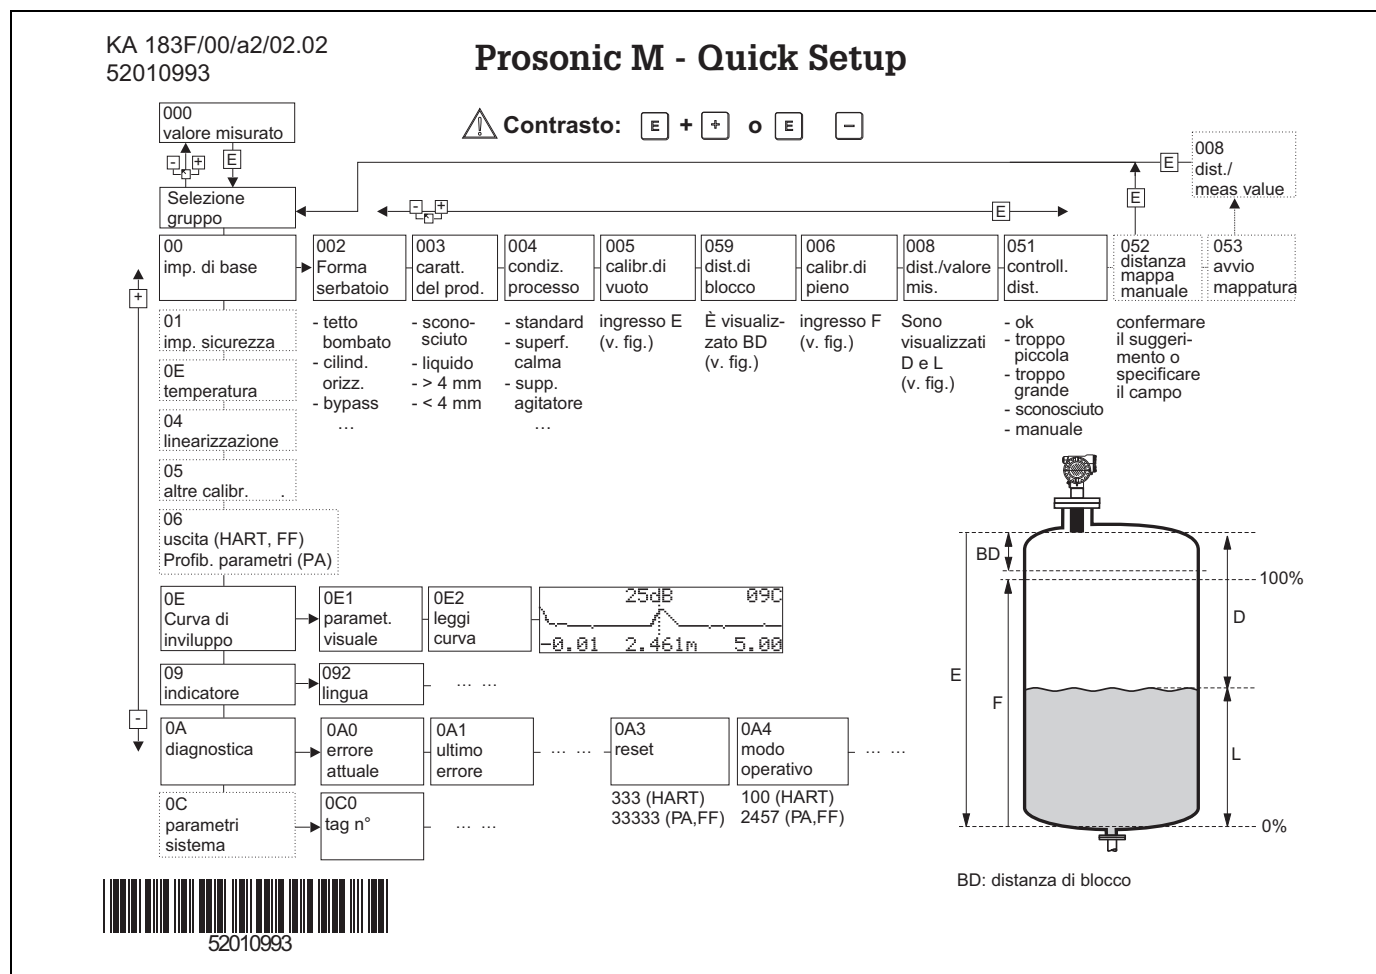 KA 183F/00/a2/02.02
52010993
Prosonic M - Quick Setup
Contrasto: E + + o E −
000
valore misurato
- +
E
Selezione
gruppo
- +
E
E
E
008
dist./
meas value
00
imp. di base
002
Forma
serbatoio
003
caratt.
del prod.
004
condiz.
processo
005
calibr.di
vuoto
059
dist.di
blocco
006
calibr.di
pieno
008
dist./valore
mis.
051
controll.
dist.
052
distanza
mappa
manuale
053
avvio
mappatura
- tetto
bombato
- cilind.
orizz.
- bypass
...
- scono-
sciuto
- liquido
- > 4 mm
- < 4 mm
- standard
- superf.
calma
- supp.
agitatore
...
ingresso E
(v. fig.)
È visualiz-
zato BD
(v. fig.)
ingresso F
(v. fig.)
Sono
visualizzati
D e L
(v. fig.)
- ok
- troppo
piccola
- troppo
grande
- sconosciuto
- manuale
confermare
il suggeri-
mento o
specificare
il campo
+
01
imp. sicurezza
0E
temperatura
04
linearizzazione
05
altre calibr. .
06
uscita (HART, FF)
Profib. parametri (PA)
0E
Curva di
inviluppo
0E1
paramet.
visuale
0E2
leggi
curva
25dB 09C
-0.01 2.461m 5.00
09
indicatore
092
lingua
... ...
-
0A
diagnostica
0A0
errore
attuale
0A1
ultimo
errore
... ...
0A3
reset
0A4
modo
operativo
... ...
333 (HART)
33333 (PA,FF)
100 (HART)
2457 (PA,FF)
0C
parametri
sistema
0C0
tag n°
... ...
BD
100%
D
E
F
L
0%
BD: distanza di blocco
52010993